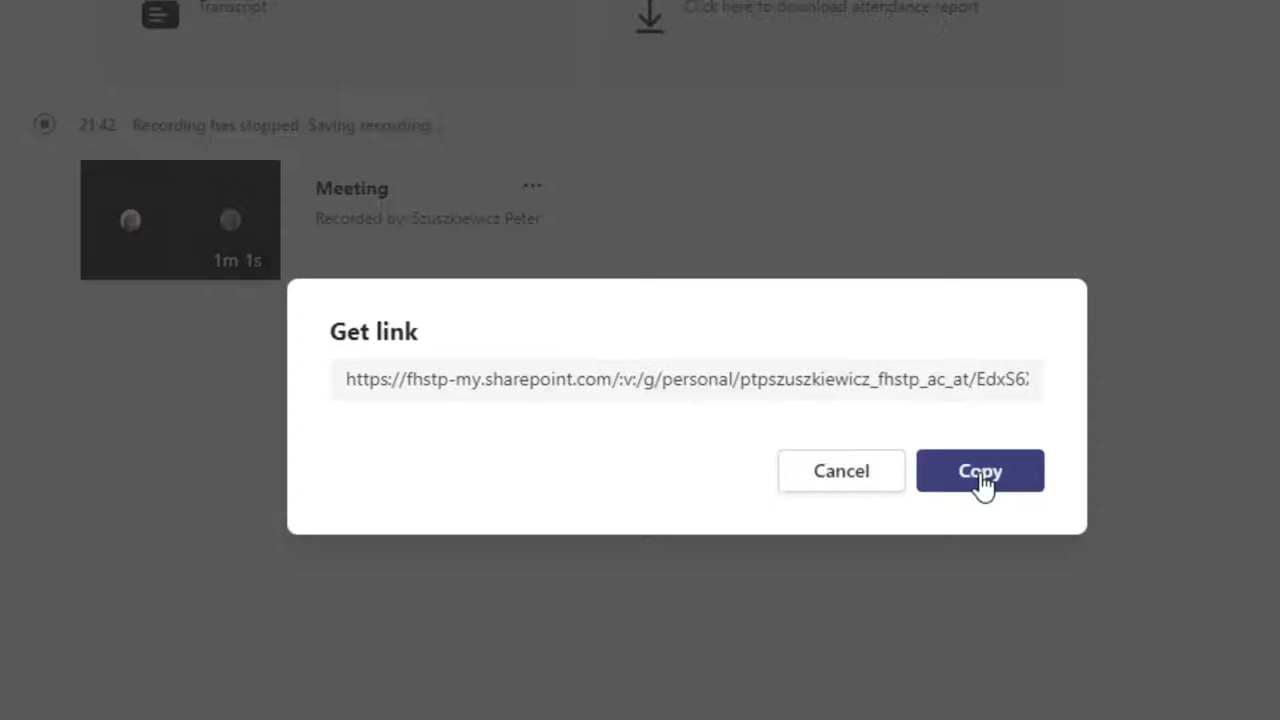 Transcript
Click here to download attendance report
21:42 Recording has stopped. Saving recording...
Meeting
Recorded by: Szuszkiewicz Peter
1m 1s
Get link
https://fhstp-my.sharepoint.com/:v:/g/personal/ptpszuszkiewicz_fhstp_ac_at/EdxS6
Cancel Copy